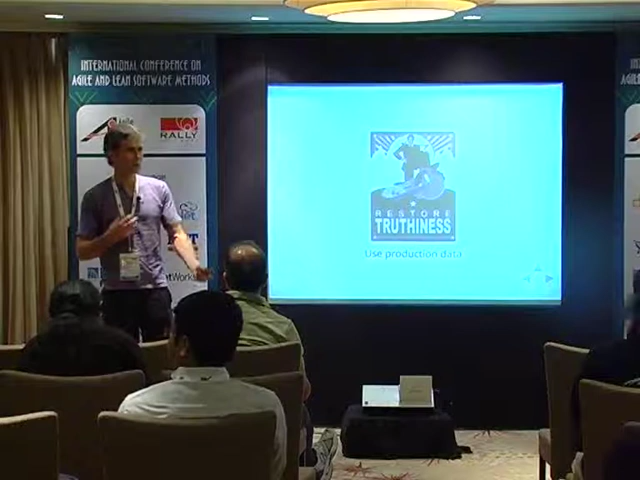 INTERNATIONAL CONFERENCE ON
AGILE AND LEAN SOFTWARE METHODS
RALLY
RESTORE
TRUTHINESS
Use production data